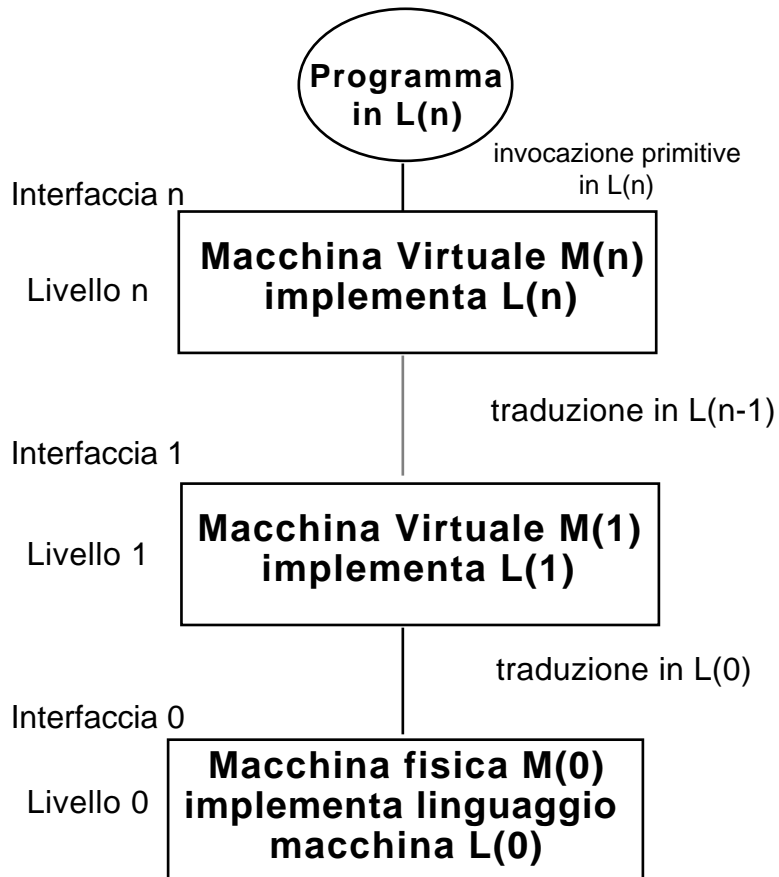 Programma
in L(n)
invocazione primitive
in L(n)
Interfaccia n
Macchina Virtuale M(n)
implementa L(n)
Livello n
traduzione in L(n-1)
Interfaccia 1
Macchina Virtuale M(1)
implementa L(1)
Livello 1
traduzione in L(0)
Interfaccia 0
Macchina fisica M(0)
implementa linguaggio
macchina L(0)
Livello 0